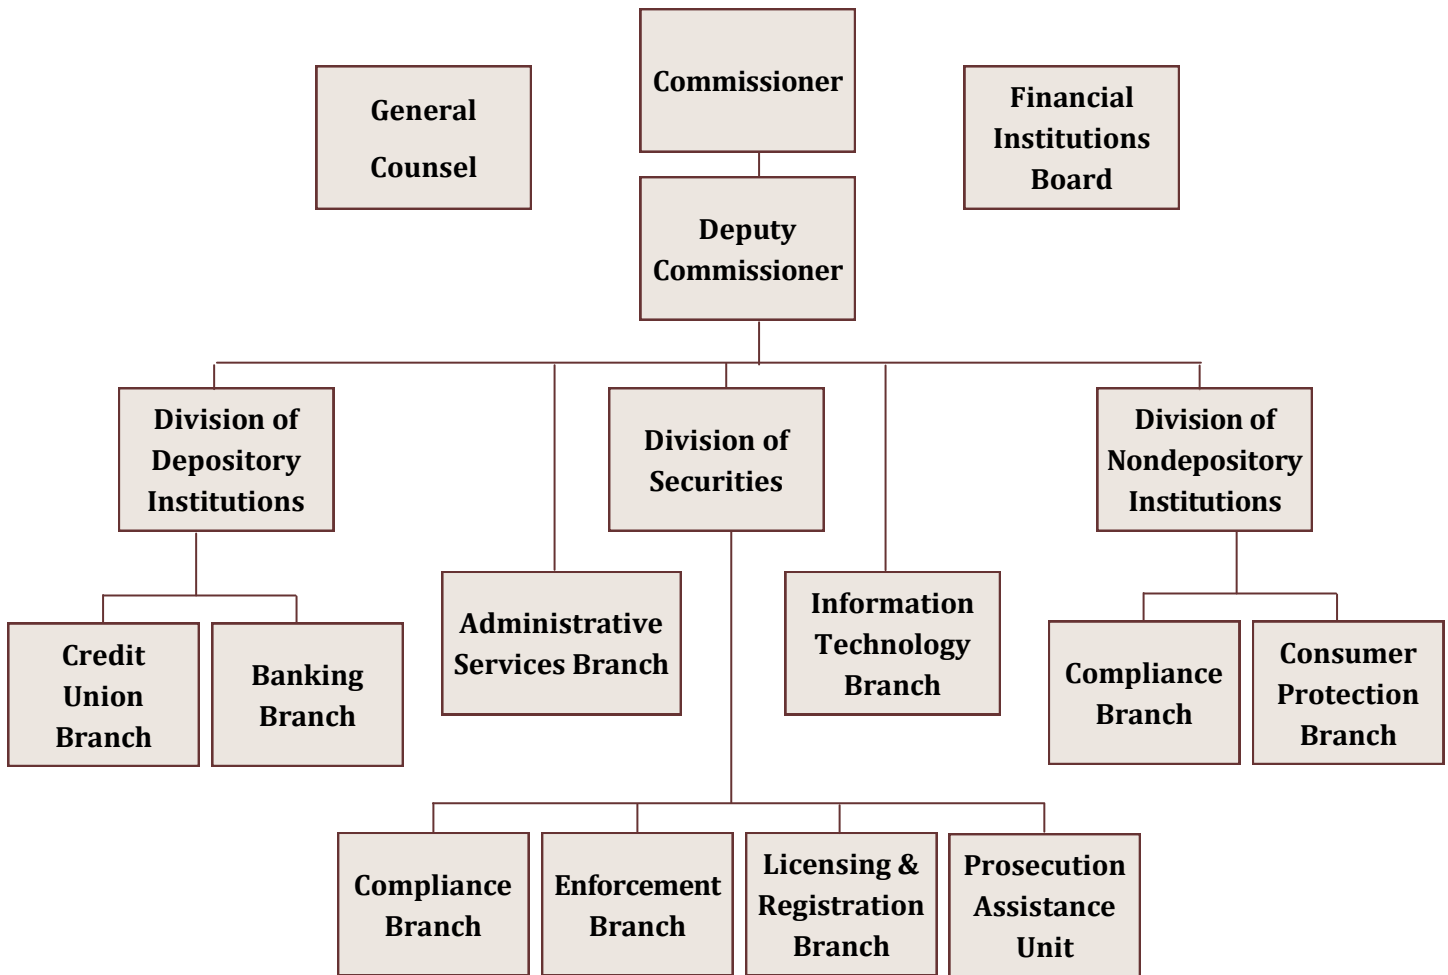 Commissioner
General
Counsel
Financial
Institutions
Board
Deputy
Commissioner
Division of
Depository
Institutions
Division of
Securities
Division of
Nondepository
Institutions
Credit
Union
Branch
Banking
Branch
Administrative
Services Branch
Information
Technology
Branch
Compliance
Branch
Consumer
Protection
Branch
Compliance
Branch
Enforcement
Branch
Licensing &
Registration
Branch
Prosecution
Assistance
Unit